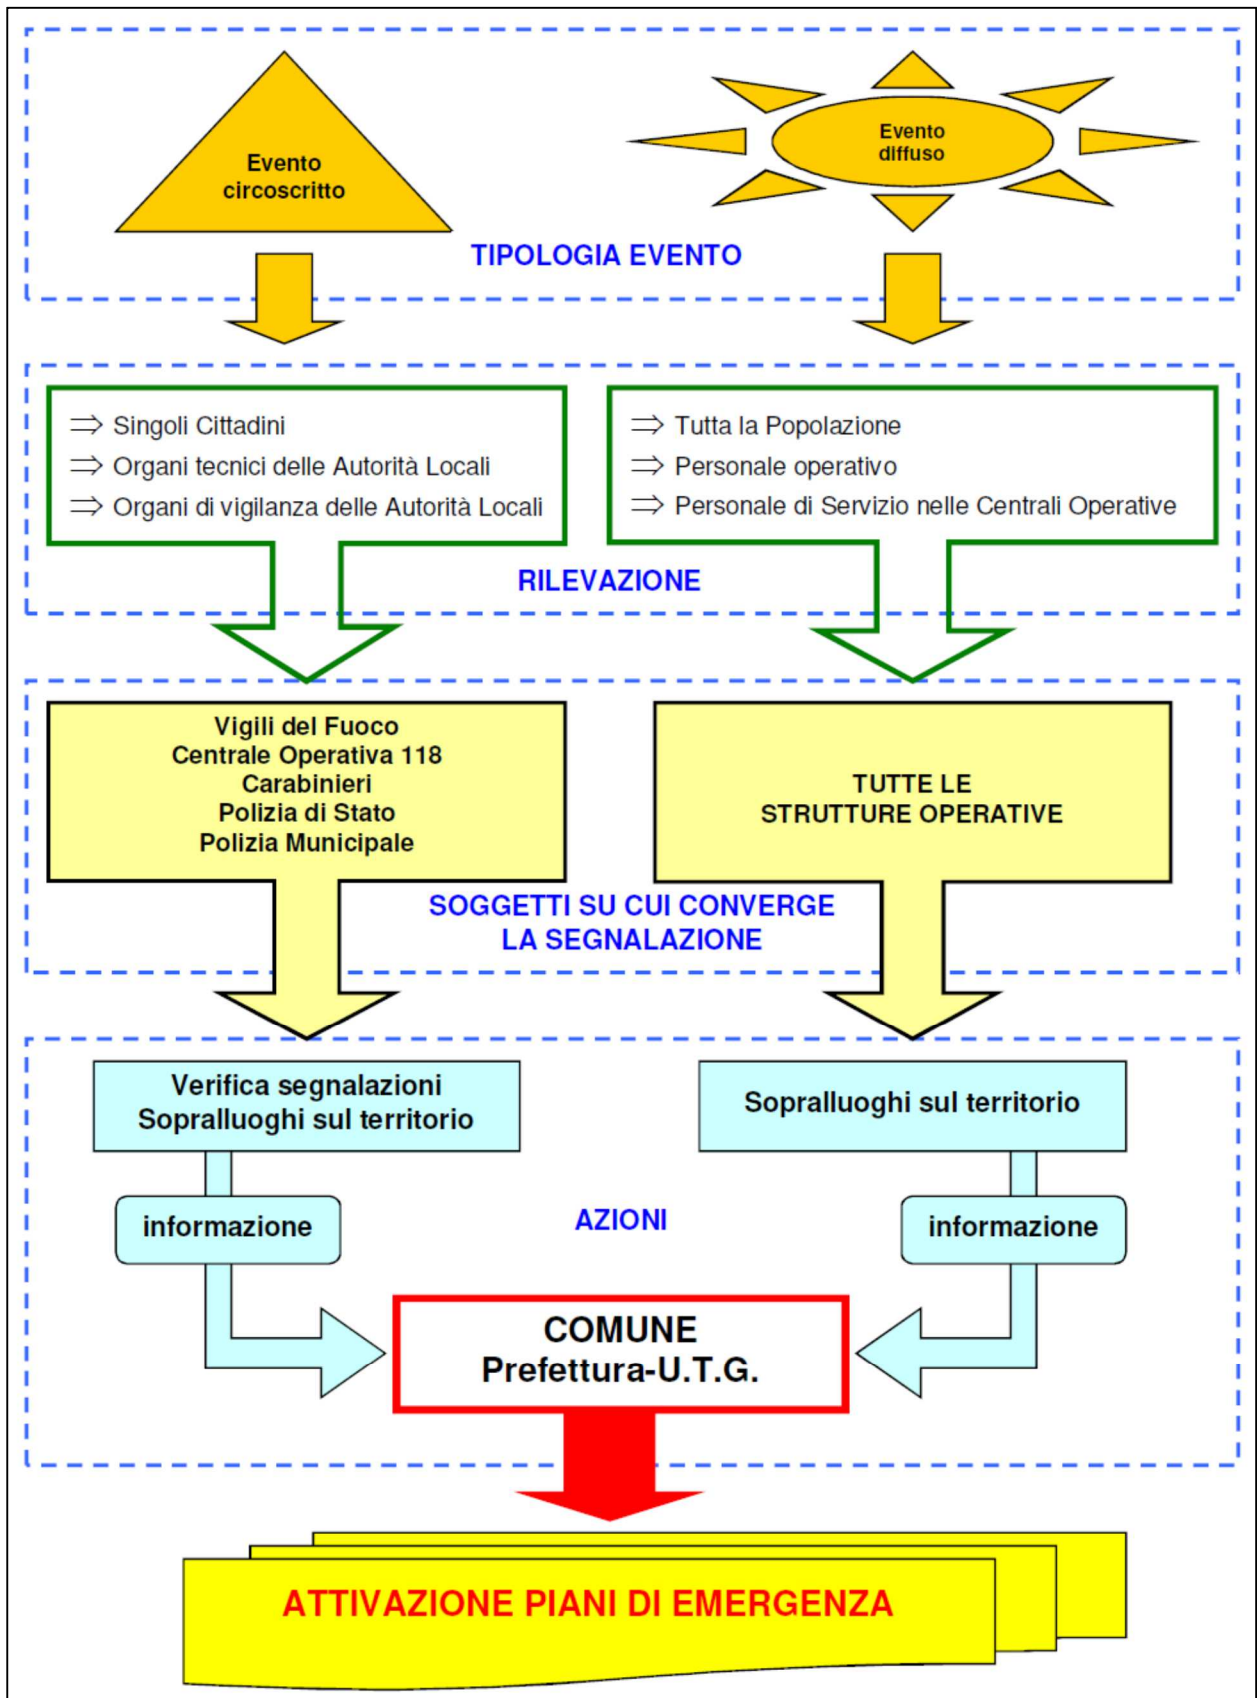 Evento
circoscritto
Evento
diffuso
TIPOLOGIA EVENTO
⇒ Singoli Cittadini
⇒ Organi tecnici delle Autorità Locali
⇒ Organi di vigilanza delle Autorità Locali
⇒ Tutta la Popolazione
⇒ Personale operativo
⇒ Personale di Servizio nelle Centrali Operative
RILEVAZIONE
Vigili del Fuoco
Centrale Operativa 118
Carabinieri
Polizia di Stato
Polizia Municipale
TUTTE LE
STRUTTURE OPERATIVE
SOGGETTI SU CUI CONVERGE
LA SEGNALAZIONE
Verifica segnalazioni
Sopralluoghi sul territorio
Sopralluoghi sul territorio
informazione
AZIONI
informazione
COMUNE
Prefettura-U.T.G.
ATTIVAZIONE PIANI DI EMERGENZA